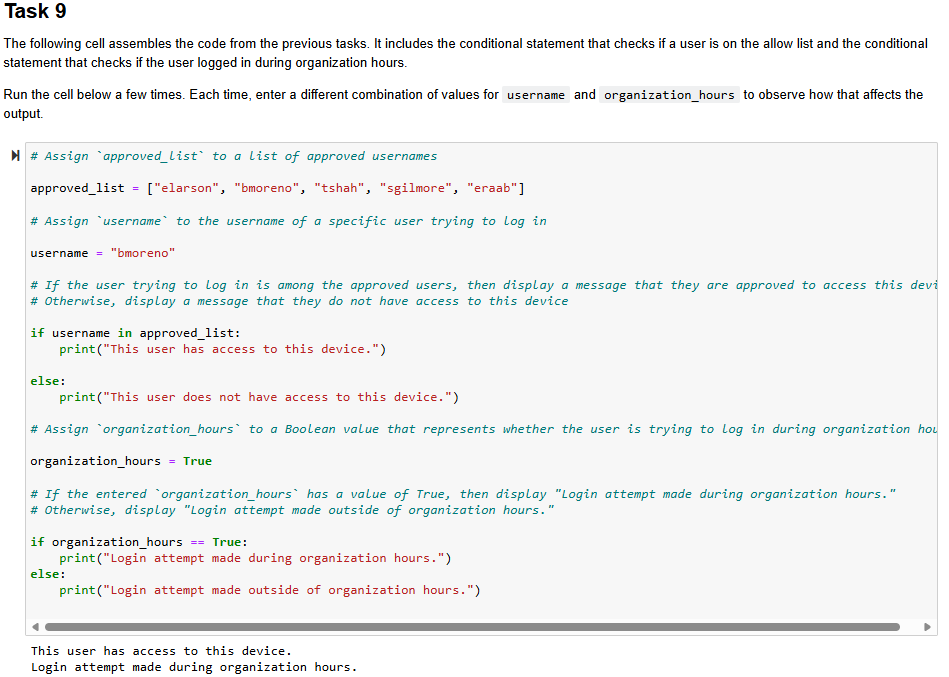 Task 9
The following cell assembles the code from the previous tasks. It includes the conditional statement that checks if a user is on the allow list and the conditional
statement that checks if the user logged in during organization hours.
Run the cell below a few times. Each time, enter a different combination of values for username and organization_hours to observe how that affects the
output.
# Assign `approved_list` to a list of approved usernames
approved_list = ["elarson", "bmoreno", "tshah", "sgilmore", "eraab"]
# Assign `username` to the username of a specific user trying to log in
username = "bmoreno"
# If the user trying to log in is among the approved users, then display a message that they are approved to access this devi
# Otherwise, display a message that they do not have access to this device
if username in approved_list:
    print("This user has access to this device.")
else:
    print("This user does not have access to this device.")
# Assign `organization_hours` to a Boolean value that represents whether the user is trying to log in during organization hou
organization_hours = True
# If the entered `organization_hours` has a value of True, then display "Login attempt made during organization hours."
# Otherwise, display "Login attempt made outside of organization hours."
if organization_hours == True:
    print("Login attempt made during organization hours.")
else:
    print("Login attempt made outside of organization hours.")
This user has access to this device.
Login attempt made during organization hours.